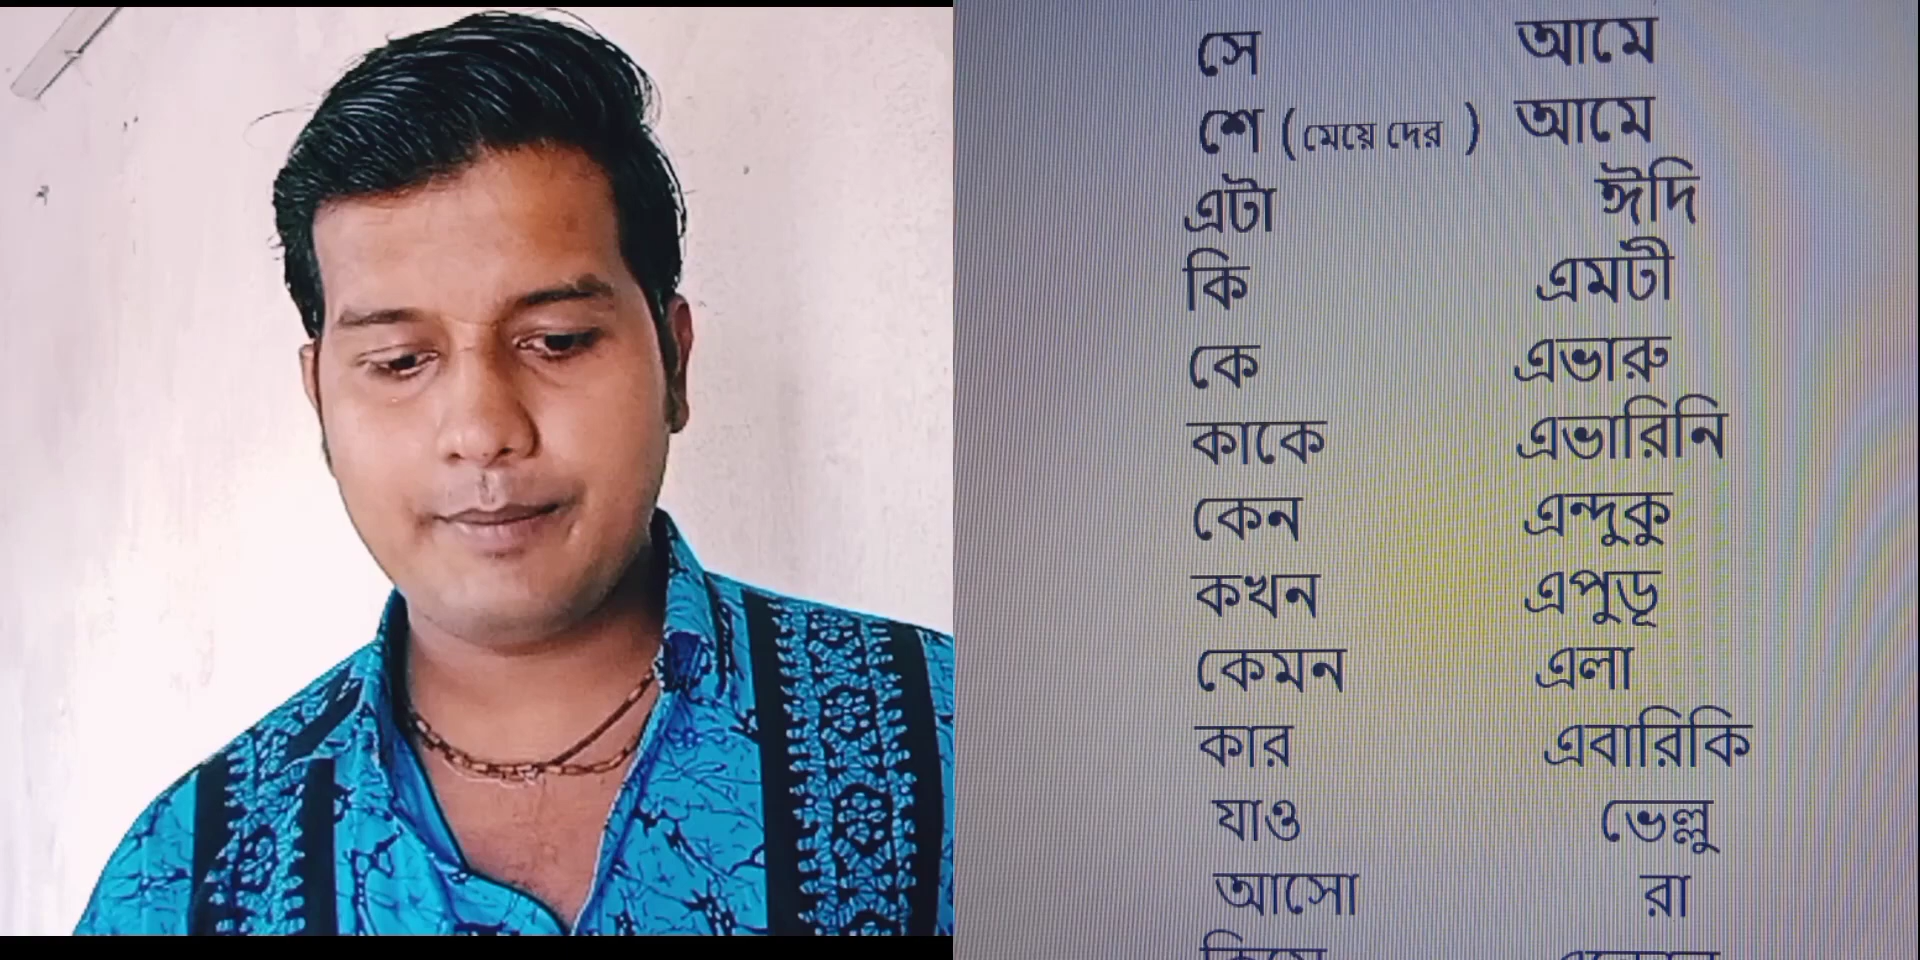 সে আমে
শে (মেয়ে দের) আমে
এটা ঈদি
কি এমটী
কে এভারু
কাকে এভারিনি
কেন এন্দুকু
কখন এপুডূ
কেমন এলা
কার এবারিকি
যাও ভেল্লু
আসো রা